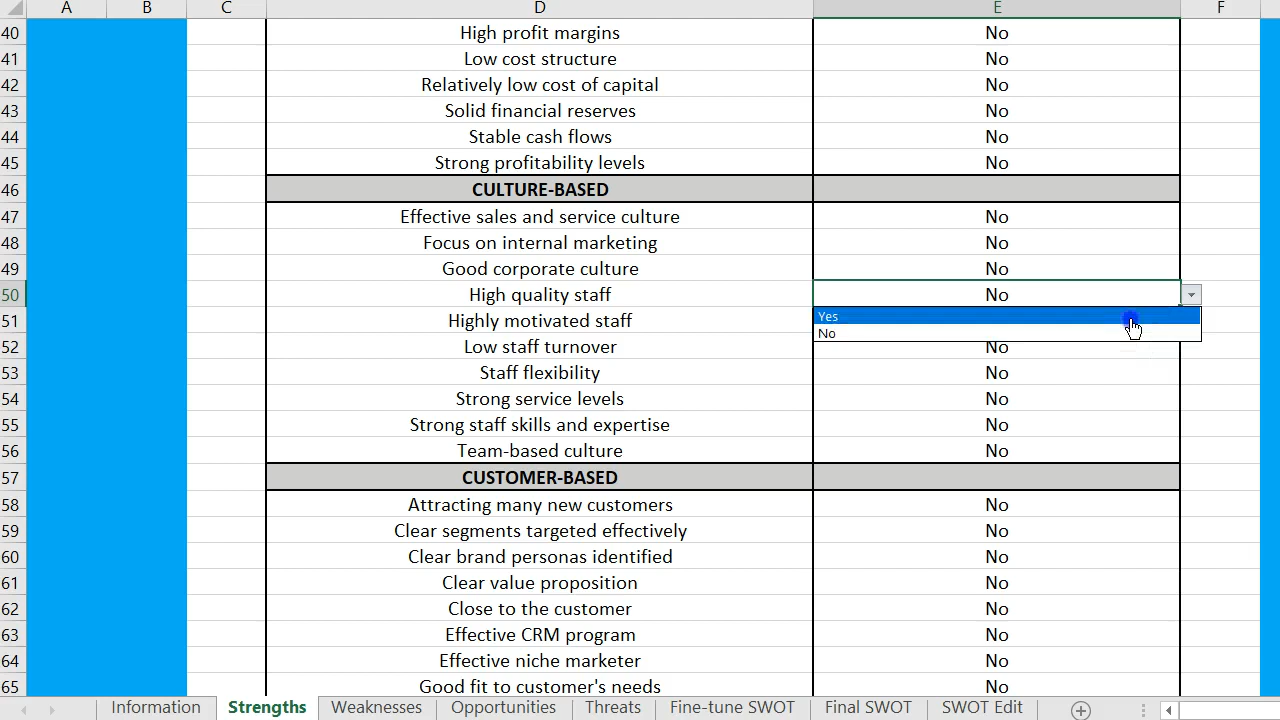 A B C D E F
40 High profit margins No
41 Low cost structure No
42 Relatively low cost of capital No
43 Solid financial reserves No
44 Stable cash flows No
45 Strong profitability levels No
46 CULTURE-BASED
47 Effective sales and service culture No
48 Focus on internal marketing No
49 Good corporate culture No
50 High quality staff No
Yes
51 Highly motivated staff
No
52 Low staff turnover No
53 Staff flexibility No
54 Strong service levels No
55 Strong staff skills and expertise No
56 Team-based culture No
57 CUSTOMER-BASED
58 Attracting many new customers No
59 Clear segments targeted effectively No
60 Clear brand personas identified No
61 Clear value proposition No
62 Close to the customer No
63 Effective CRM program No
64 Effective niche marketer No
65 Good fit to customer's needs No
Information Strengths Weaknesses Opportunities Threats Fine-tune SWOT Final SWOT SWOT Edit